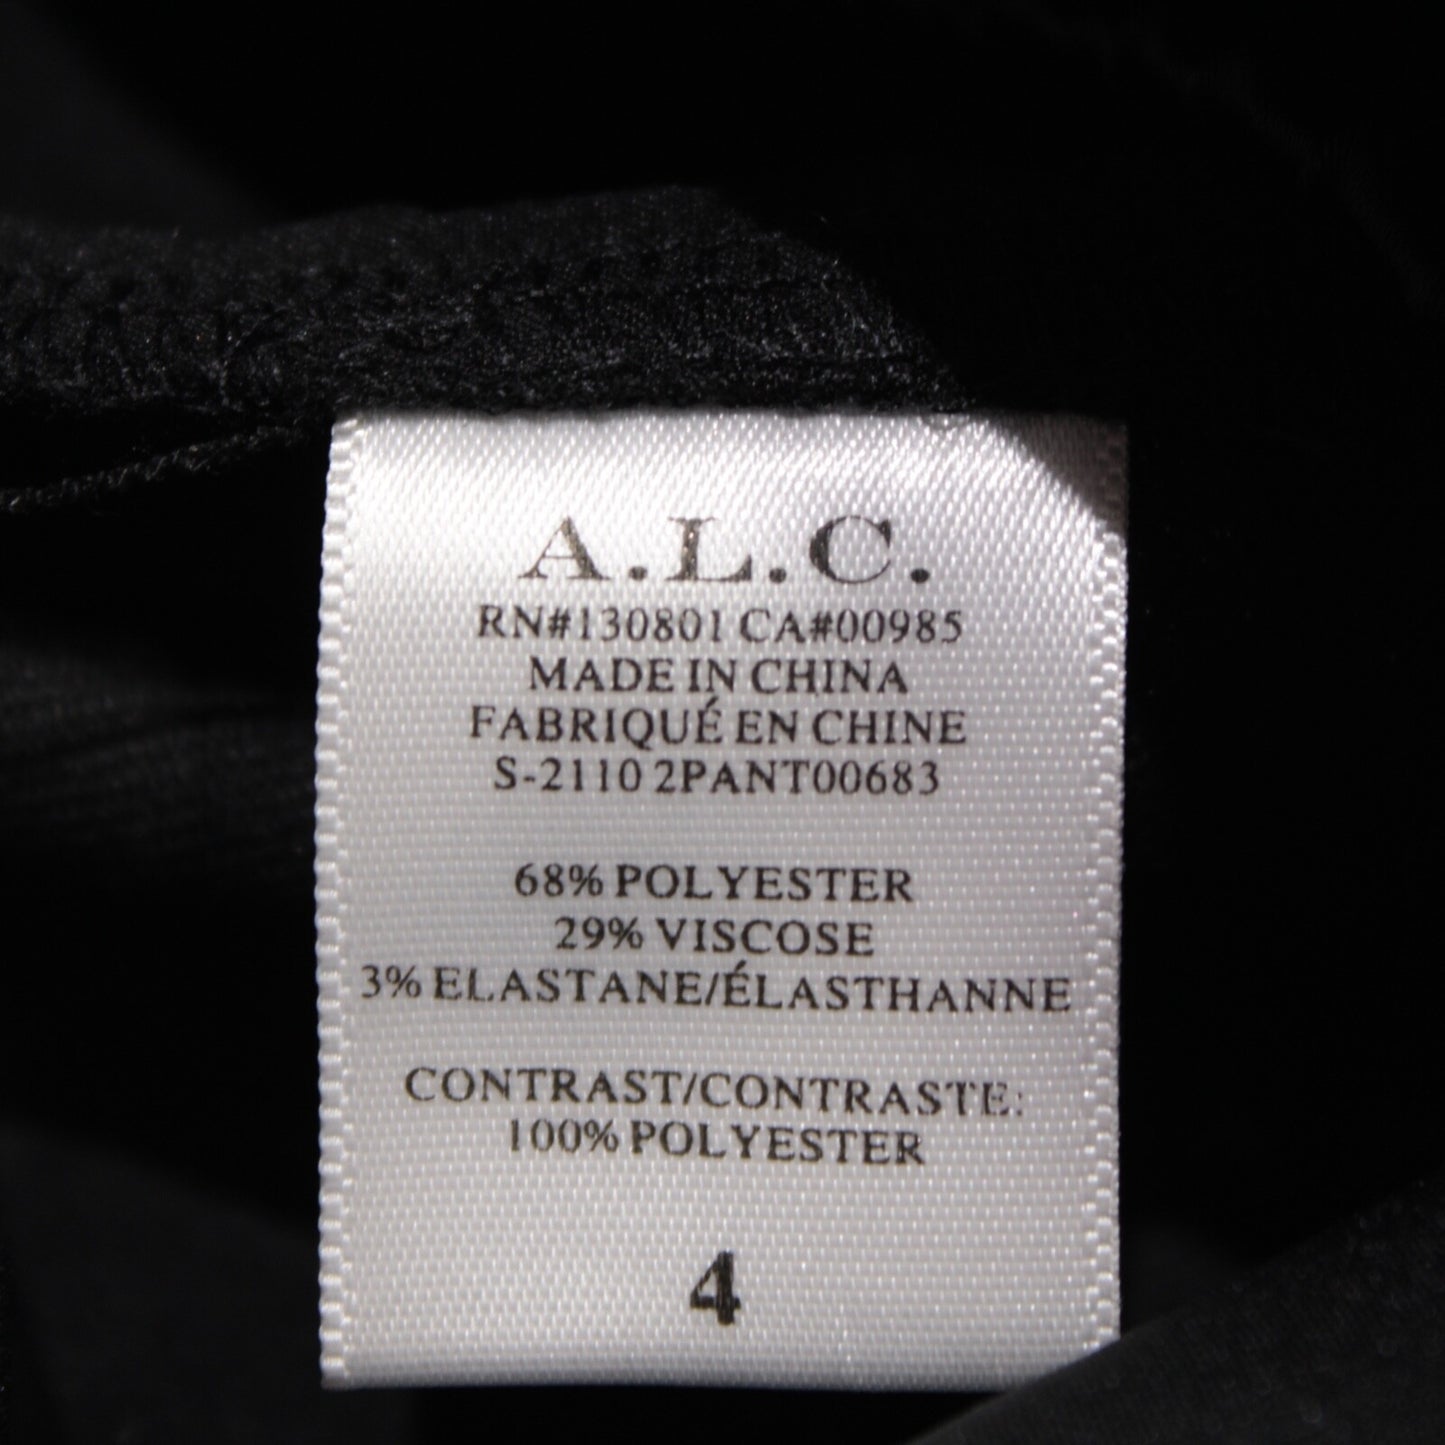 A.L.C.
RN#130801 CA#00985
MADE IN CHINA
FABRIQUÉ EN CHINE
S-2110 2PANT00683
68% POLYESTER
29% VISCOSE
3% ELASTANE/ÉLASTHANNE
CONTRAST/CONTRASTE:
100% POLYESTER
4